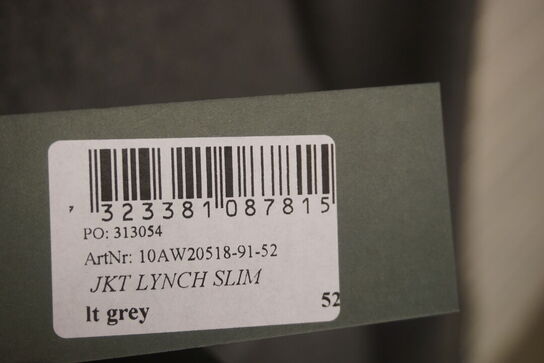 7 323381 087815
PO: 313054
ArtNr: 10AW20518-91-52
JKT LYNCH SLIM
lt grey 52